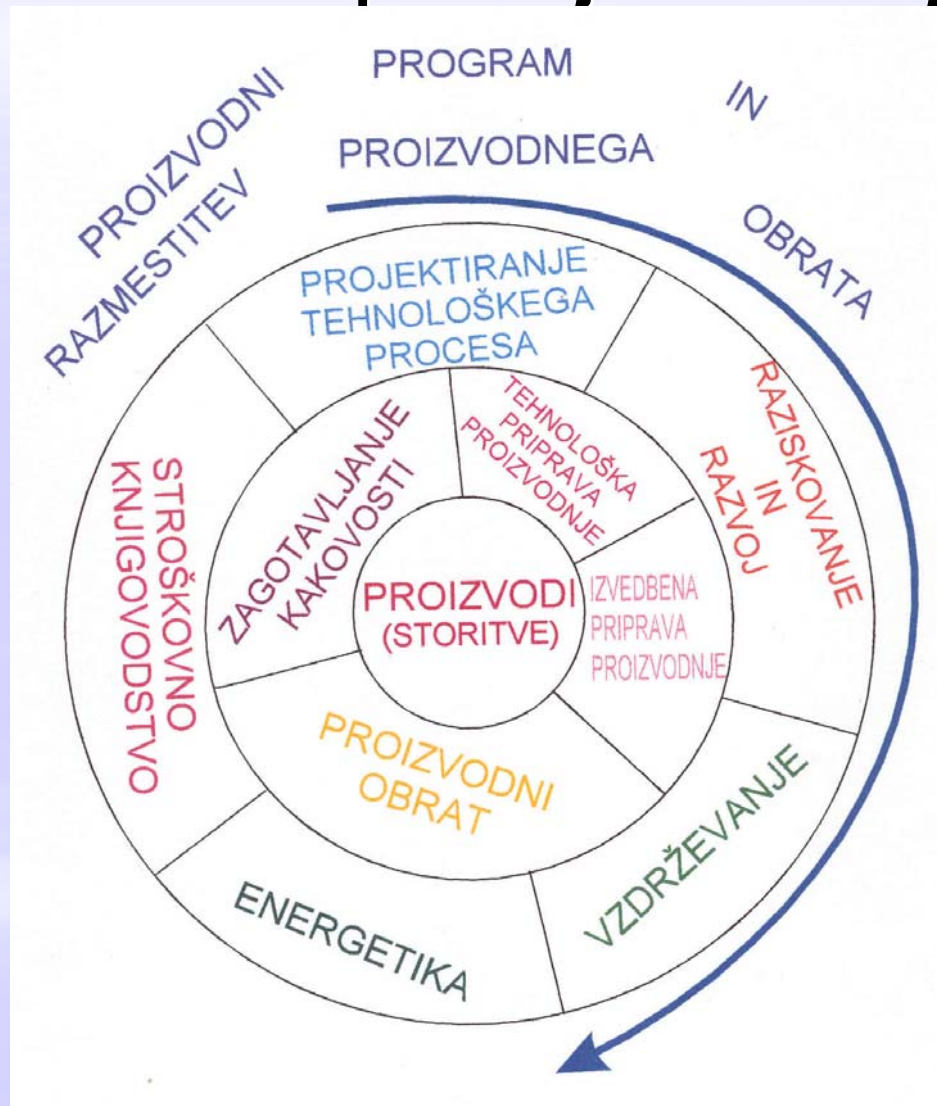 PROIZVODNI PROGRAM IN
RAZMESTITEV PROIZVODNEGA OBRATA
PROJEKTIRANJE
TEHNOLOŠKEGA
PROCESA
RAZISKOVANJE
IN
RAZVOJ
VZDRŽEVANJE
ENERGETIKA
STROŠKOVNO
KNJIGOVODSTVO
ZAGOTAVLJANJE
KAKOVOSTI
TEHNOLOŠKA
PRIPRAVA
PROIZVODNJE
IZVEDBENA
PRIPRAVA
PROIZVODNJE
PROIZVODNI
OBRAT
PROIZVODI
(STORITVE)